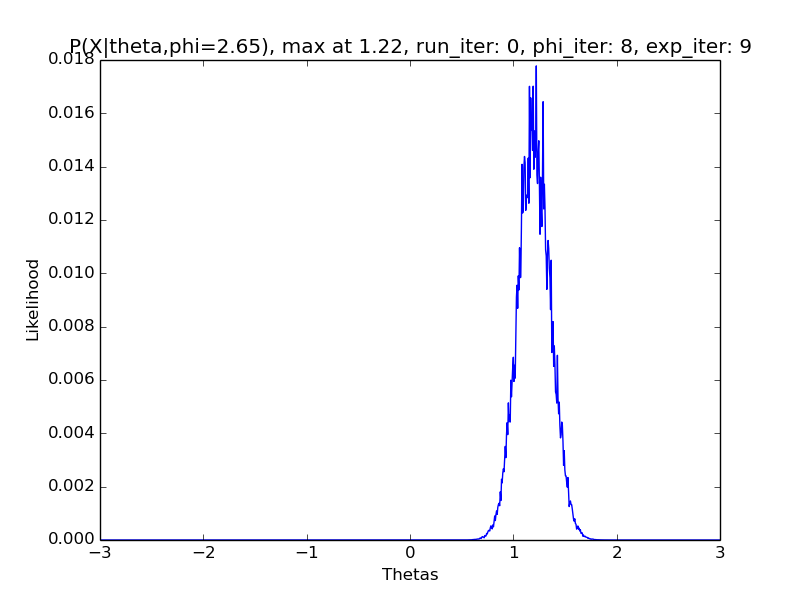 P(X|theta,phi=2.65), max at 1.22, run_iter: 0, phi_iter: 8, exp_iter: 9
0.018
0.016
0.014
0.012
0.010
0.008
0.006
0.004
0.002
0.000
Likelihood
−3 −2 −1 0 1 2 3
Thetas